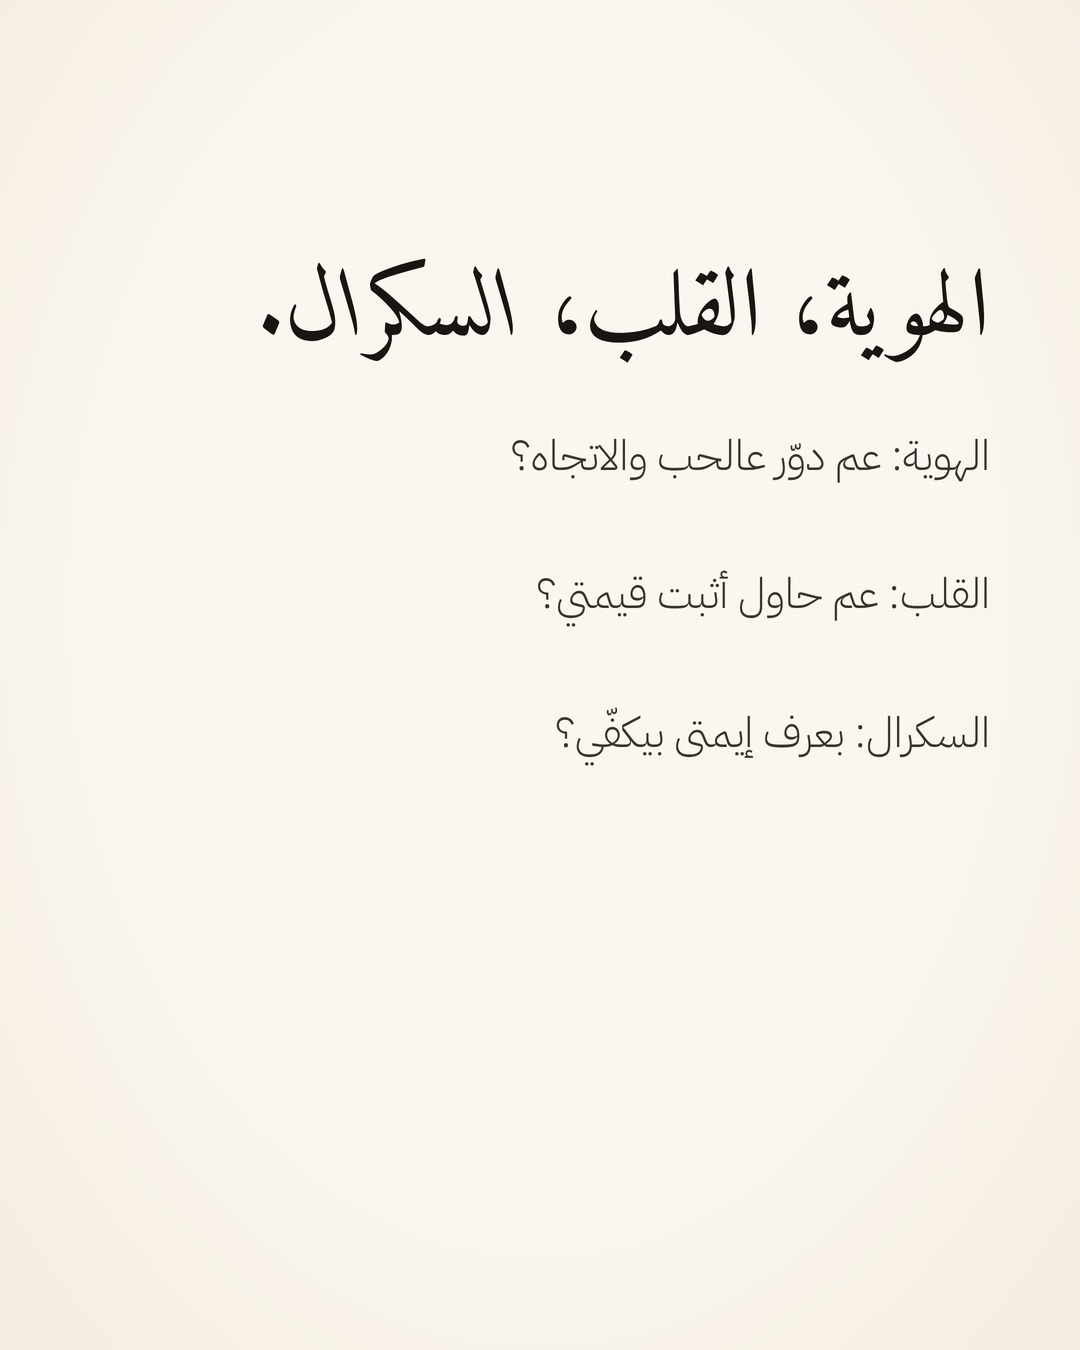 الهوية، القلب، السكرال.
الهوية: عم دوّر عالحب والاتجاه؟
القلب: عم حاول أثبت قيمتي؟
السكرال: بعرف إيمتى بيكفّي؟